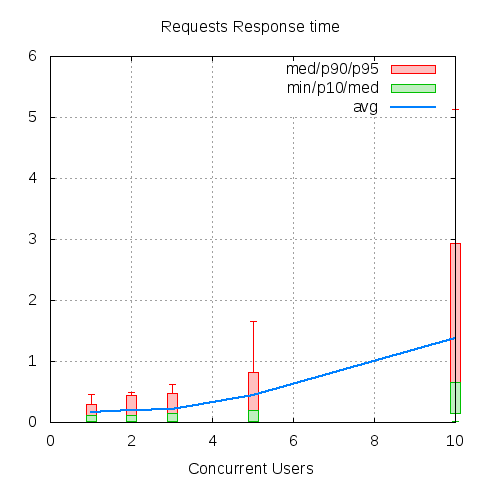 Requests Response time
6
med/p90/p95
min/p10/med
avg
5
4
3
2
1
0
0 2 4 6 8 10
Concurrent Users